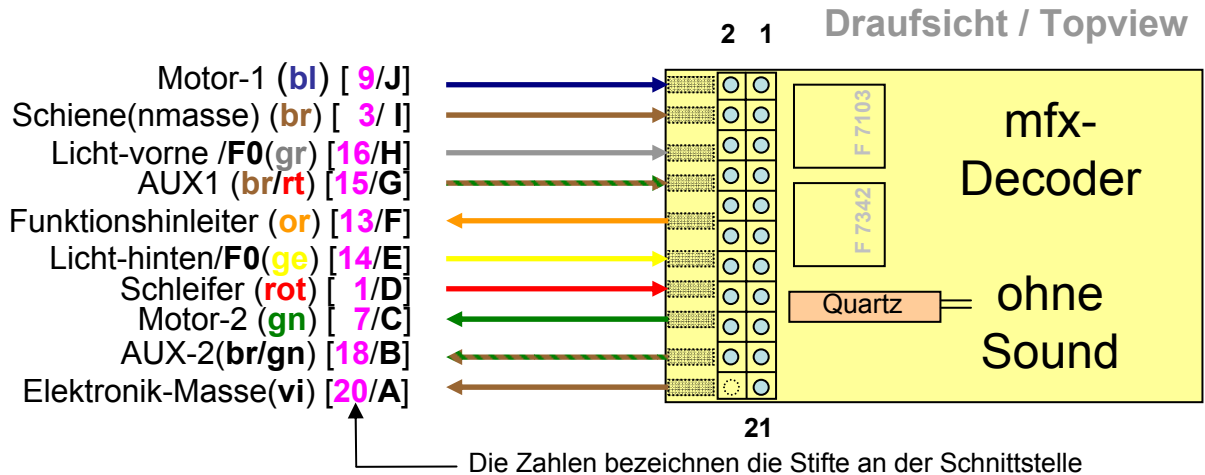 Draufsicht / Topview
2 1
Motor-1 (bl) [ 9/J]
Schiene(nmasse) (br) [ 3/ I]
Licht-vorne /F0(gr) [16/H]
AUX1 (br/rt) [15/G]
Funktionshinleiter (or) [13/F]
Licht-hinten/F0(ge) [14/E]
Schleifer (rot) [ 1/D]
Motor-2 (gn) [ 7/C]
AUX-2(br/gn) [18/B]
Elektronik-Masse(vi) [20/A]
F 7103
F 7342
mfx-
Decoder
Quartz
ohne
Sound
21
Die Zahlen bezeichnen die Stifte an der Schnittstelle